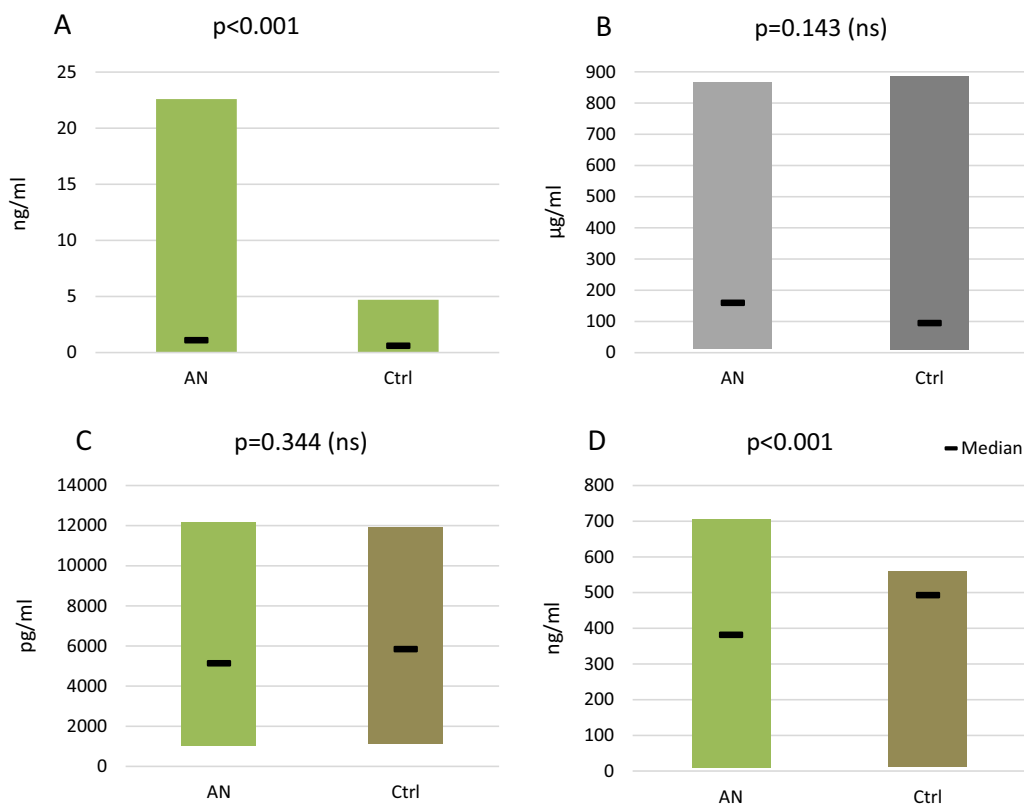 A
p<0.001
ng/ml
25
20
15
10
5
0
AN
Ctrl
B
p=0.143 (ns)
µg/ml
900
800
700
600
500
400
300
200
100
0
AN
Ctrl
C
p=0.344 (ns)
pg/ml
14000
12000
10000
8000
6000
4000
2000
0
AN
Ctrl
D
p<0.001
Median
ng/ml
800
700
600
500
400
300
200
100
0
AN
Ctrl